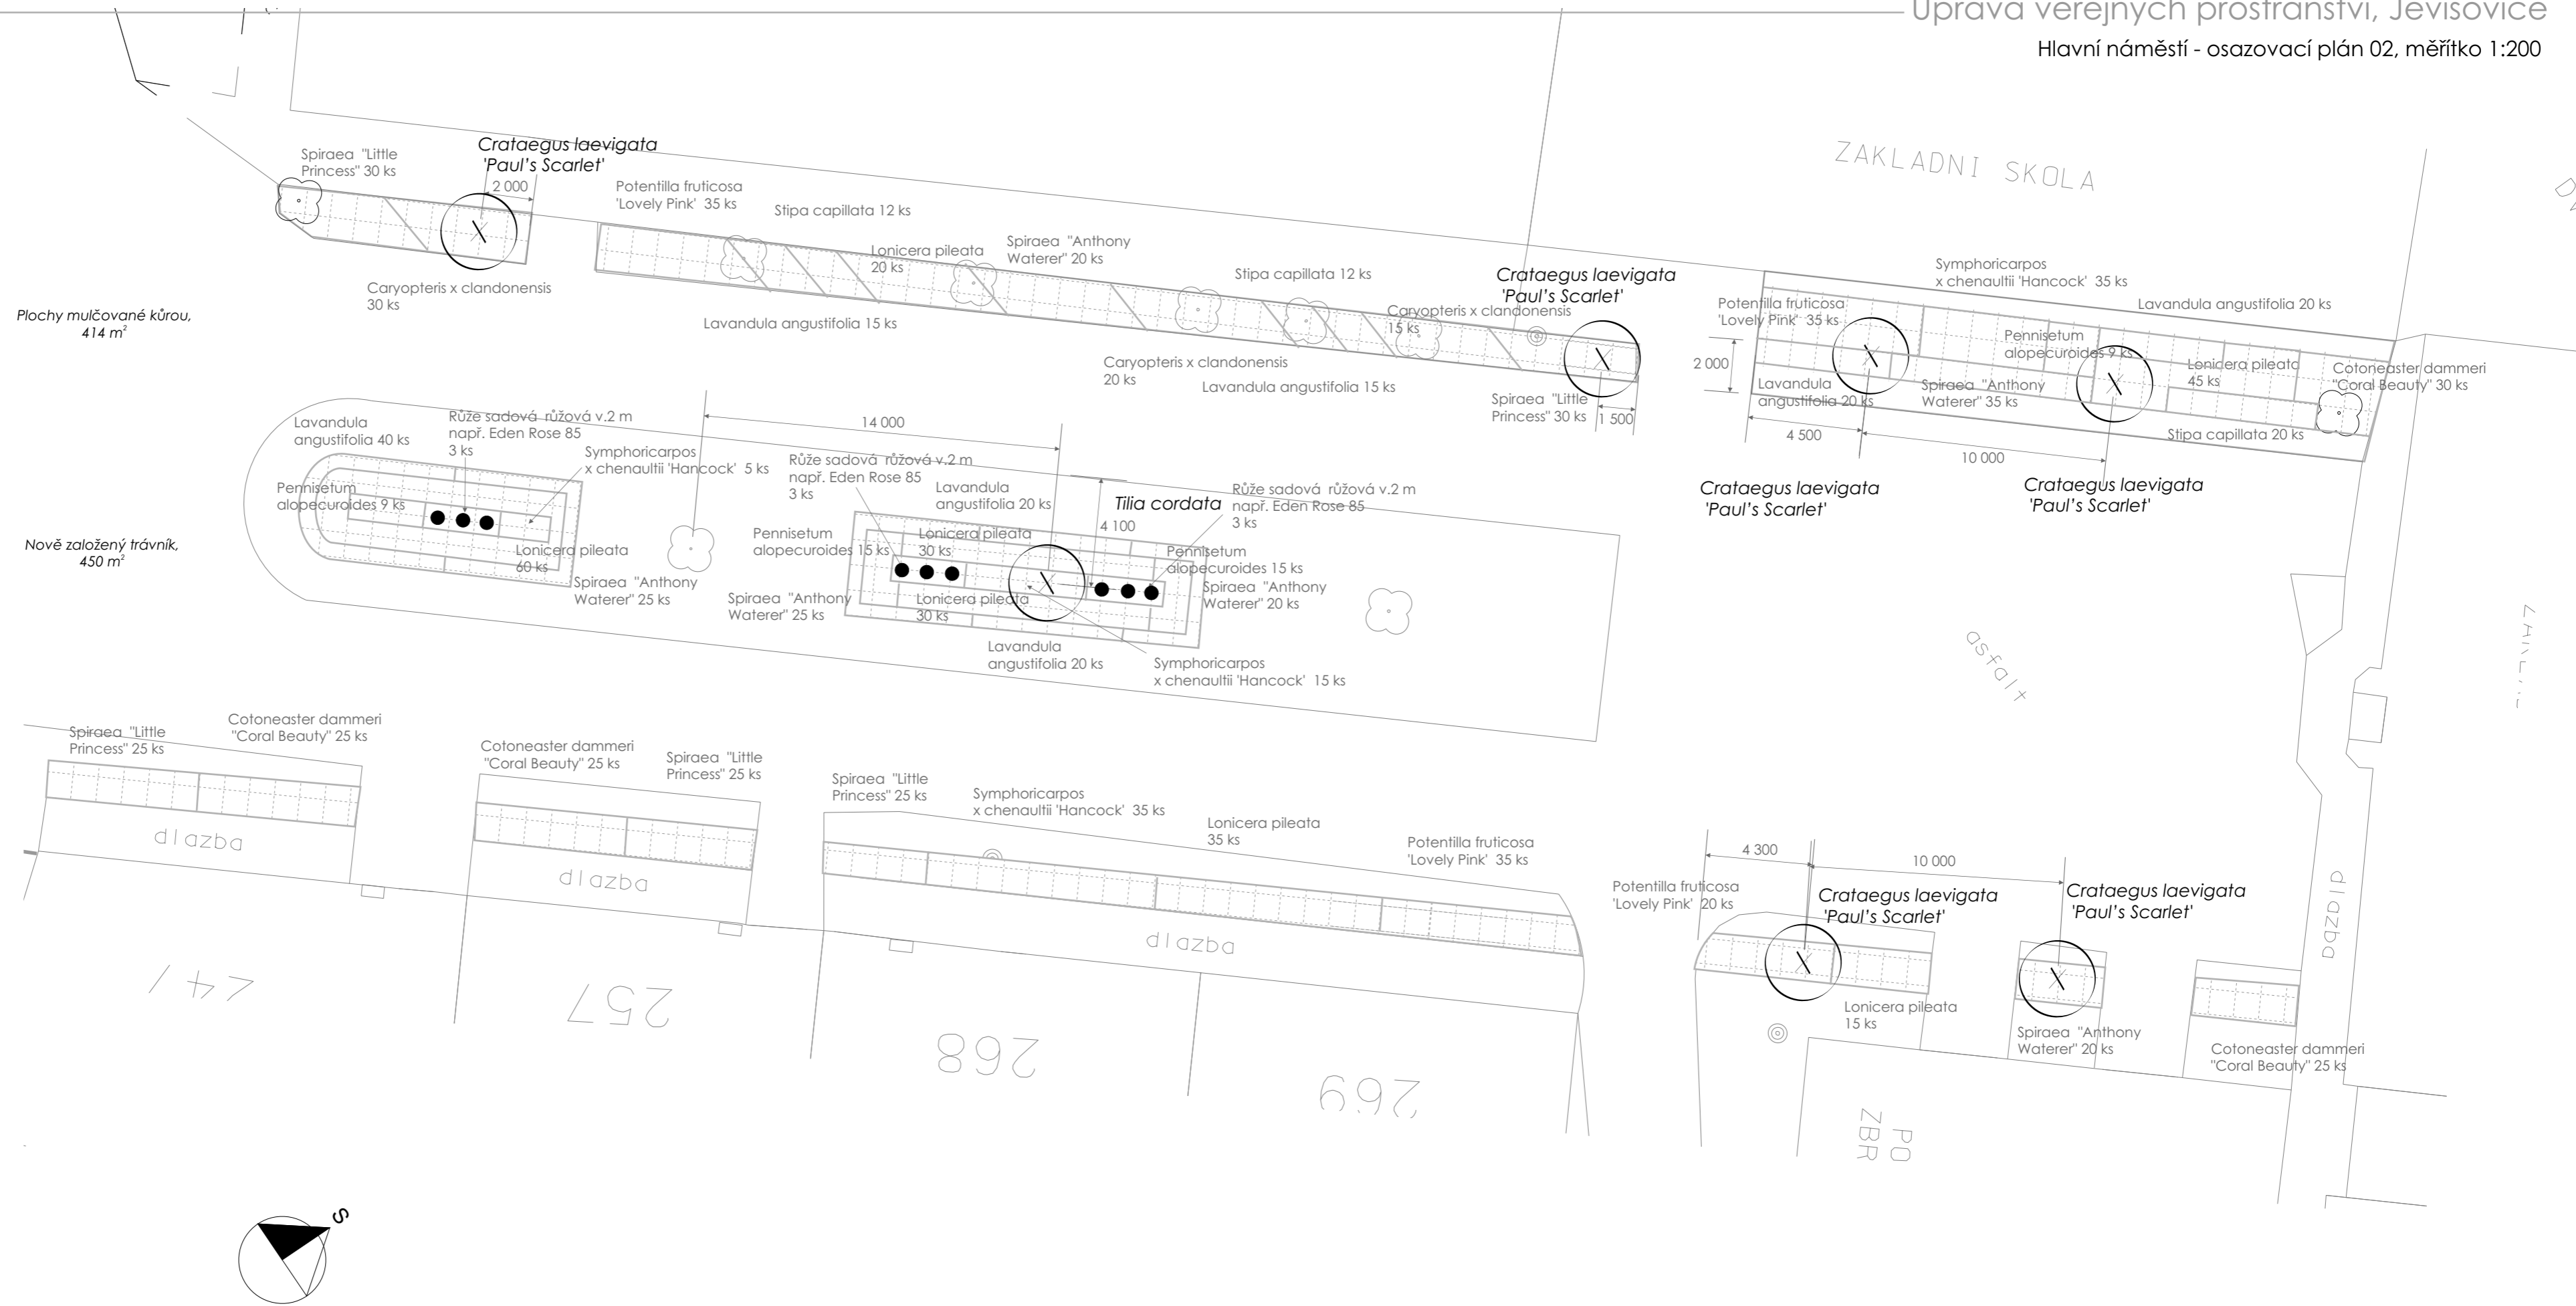 Úprava veřejných prostranství, Jevišovice
Hlavní náměstí - osazovací plán 02, měřítko 1:200
ZAKLADNI SKOLA
Crataegus laevigata
'Paul's Scarlet'
2 000
Spiraea "Little
Princess" 30 ks
Potentilla fruticosa
'Lovely Pink' 35 ks
Stipa capillata 12 ks
Lonicera pileata
20 ks
Spiraea "Anthony
Waterer" 20 ks
Stipa capillata 12 ks
Crataegus laevigata
'Paul's Scarlet'
Caryopteris x clandonensis
15 ks
Caryopteris x clandonensis
30 ks
Lavandula angustifolia 15 ks
Caryopteris x clandonensis
20 ks
Lavandula angustifolia 15 ks
Spiraea "Little
Princess" 30 ks
1 500
Plochy mulčované kůrou,
414 m²
Symphoricarpos
x chenaultii 'Hancock' 35 ks
Lavandula angustifolia 20 ks
Potentilla fruticosa
'Lovely Pink' 35 ks
Pennisetum
alopecuroides 9 ks
Lonicera pileata
45 ks
Cotoneaster dammeri
"Coral Beauty" 30 ks
2 000
Lavandula
angustifolia 20 ks
Spiraea "Anthony
Waterer" 35 ks
Stipa capillata 20 ks
4 500
10 000
Crataegus laevigata
'Paul's Scarlet'
Crataegus laevigata
'Paul's Scarlet'
Lavandula
angustifolia 40 ks
Růže sadová růžová v.2 m
např. Eden Rose 85
3 ks
Symphoricarpos
x chenaultii 'Hancock' 5 ks
Pennisetum
alopecuroides 9 ks
Lonicera pileata
60 ks
Spiraea "Anthony
Waterer" 25 ks
Nově založený trávník,
450 m²
14 000
Růže sadová růžová v.2 m
např. Eden Rose 85
3 ks
Lavandula
angustifolia 20 ks
Tilia cordata
4 100
Růže sadová růžová v.2 m
např. Eden Rose 85
3 ks
Pennisetum
alopecuroides 15 ks
Lonicera pileata
30 ks
Pennisetum
alopecuroides 15 ks
Spiraea "Anthony
Waterer" 25 ks
Lonicera pileata
30 ks
Spiraea "Anthony
Waterer" 20 ks
Lavandula
angustifolia 20 ks
Symphoricarpos
x chenaultii 'Hancock' 15 ks
asfalt
Spiraea "Little
Princess" 25 ks
Cotoneaster dammeri
"Coral Beauty" 25 ks
Cotoneaster dammeri
"Coral Beauty" 25 ks
Spiraea "Little
Princess" 25 ks
Spiraea "Little
Princess" 25 ks
Symphoricarpos
x chenaultii 'Hancock' 35 ks
Lonicera pileata
35 ks
Potentilla fruticosa
'Lovely Pink' 35 ks
dlazba
dlazba
dlazba
dlazba
4 300
10 000
Potentilla fruticosa
'Lovely Pink' 20 ks
Crataegus laevigata
'Paul's Scarlet'
Crataegus laevigata
'Paul's Scarlet'
Lonicera pileata
15 ks
Spiraea "Anthony
Waterer" 20 ks
Cotoneaster dammeri
"Coral Beauty" 25 ks
257
268
269
PO
ZBR
S